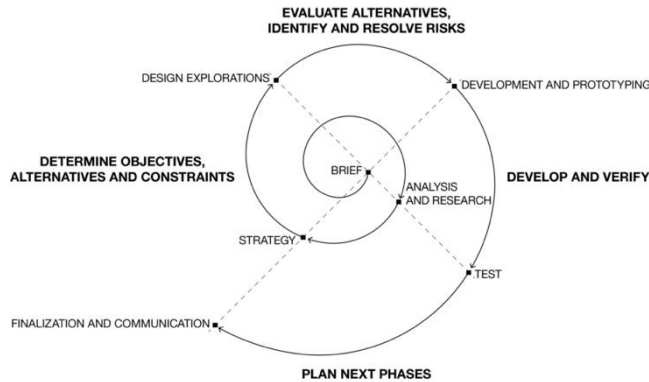 EVALUATE ALTERNATIVES,
IDENTIFY AND RESOLVE RISKS
DESIGN EXPLORATIONS
DEVELOPMENT AND PROTOTYPING
DETERMINE OBJECTIVES,
ALTERNATIVES AND CONSTRAINTS
BRIEF
ANALYSIS
AND RESEARCH
DEVELOP AND VERIFY
STRATEGY
TEST
FINALIZATION AND COMMUNICATION
PLAN NEXT PHASES